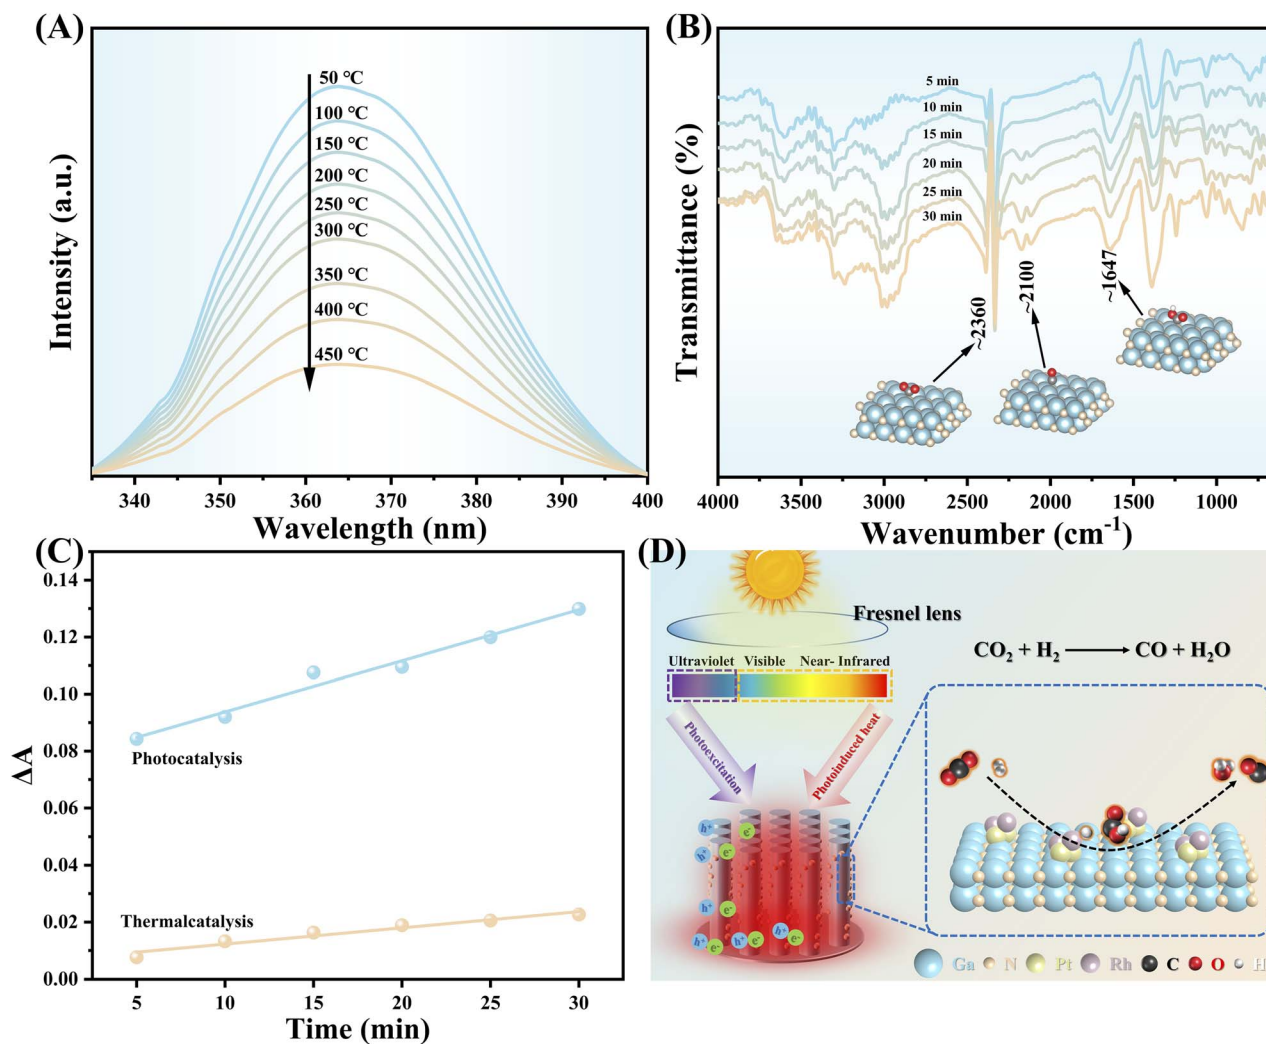 (A)
50 °C
100 °C
150 °C
200 °C
250 °C
300 °C
350 °C
400 °C
450 °C
Intensity (a.u.)
340 350 360 370 380 390 400
Wavelength (nm)
(B)
5 min
10 min
15 min
20 min
25 min
30 min
~2360
~2100
~1647
Transmittance (%)
4000 3500 3000 2500 2000 1500 1000
Wavenumber (cm⁻¹)
(C)
0.14
0.12
0.10
0.08
0.06
0.04
0.02
0.00
ΔA
Photocatalysis
Thermalcatalysis
5 10 15 20 25 30
Time (min)
(D)
Fresnel lens
Ultraviolet Visible Near- Infrared
CO₂ + H₂ → CO + H₂O
Photoexcitation
Photoinduced heat
h⁺ e⁻
h⁺ e⁻
h⁺ e⁻
h⁺ e⁻ h⁺ e⁻ h⁺ e⁻
Ga N Pt Rh C O H